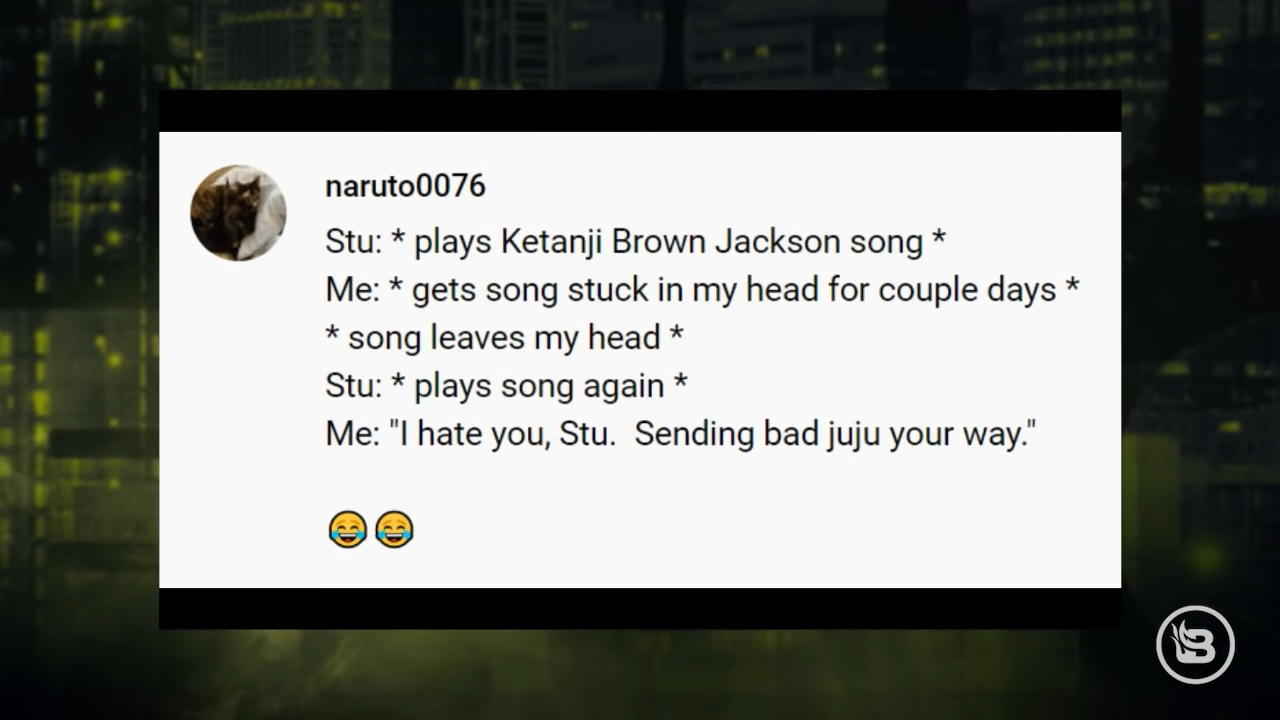 naruto0076
Stu: * plays Ketanji Brown Jackson song *
Me: * gets song stuck in my head for couple days *
* song leaves my head *
Stu: * plays song again *
Me: "I hate you, Stu.  Sending bad juju your way."
😂😂
B